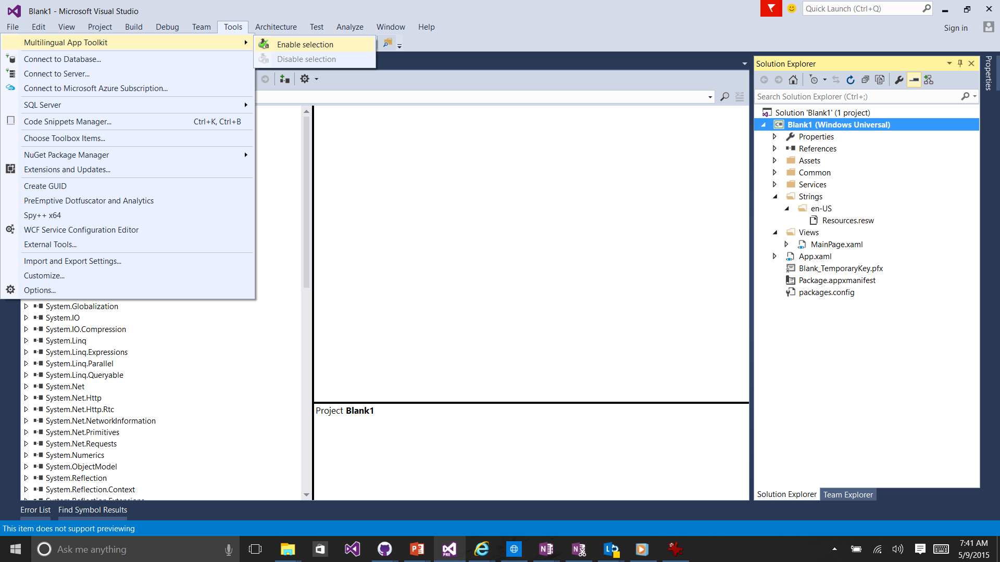 Blank1 - Microsoft Visual Studio
Quick Launch (Ctrl+Q)
File Edit View Project Build Debug Team Tools Architecture Test Analyze Window Help
Sign in
Multilingual App Toolkit
Enable selection
Disable selection
Connect to Database...
Connect to Server...
Connect to Microsoft Azure Subscription...
SQL Server
Code Snippets Manager... Ctrl+K, Ctrl+B
Choose Toolbox Items...
NuGet Package Manager
Extensions and Updates...
Create GUID
PreEmptive Dotfuscator and Analytics
Spy++ x64
WCF Service Configuration Editor
External Tools...
Import and Export Settings...
Customize...
Options...
System.Globalization
System.IO
System.IO.Compression
System.Linq
System.Linq.Expressions
System.Linq.Parallel
System.Linq.Queryable
System.Net
System.Net.Http
System.Net.Http.Rtc
System.Net.NetworkInformation
System.Net.Primitives
System.Net.Requests
System.Numerics
System.ObjectModel
System.Reflection
System.Reflection.Context
System.Reflection.Extensions
Project Blank1
Solution Explorer
Search Solution Explorer (Ctrl+;)
Solution 'Blank1' (1 project)
C#
Blank1 (Windows Universal)
Properties
References
Assets
Common
Services
Strings
en-US
Resources.resw
Views
MainPage.xaml
App.xaml
Blank_TemporaryKey.pfx
Package.appxmanifest
packages.config
Solution Explorer
Team Explorer
Properties
Error List
Find Symbol Results
This item does not support previewing
Ask me anything
PRE
7:41 AM
5/9/2015